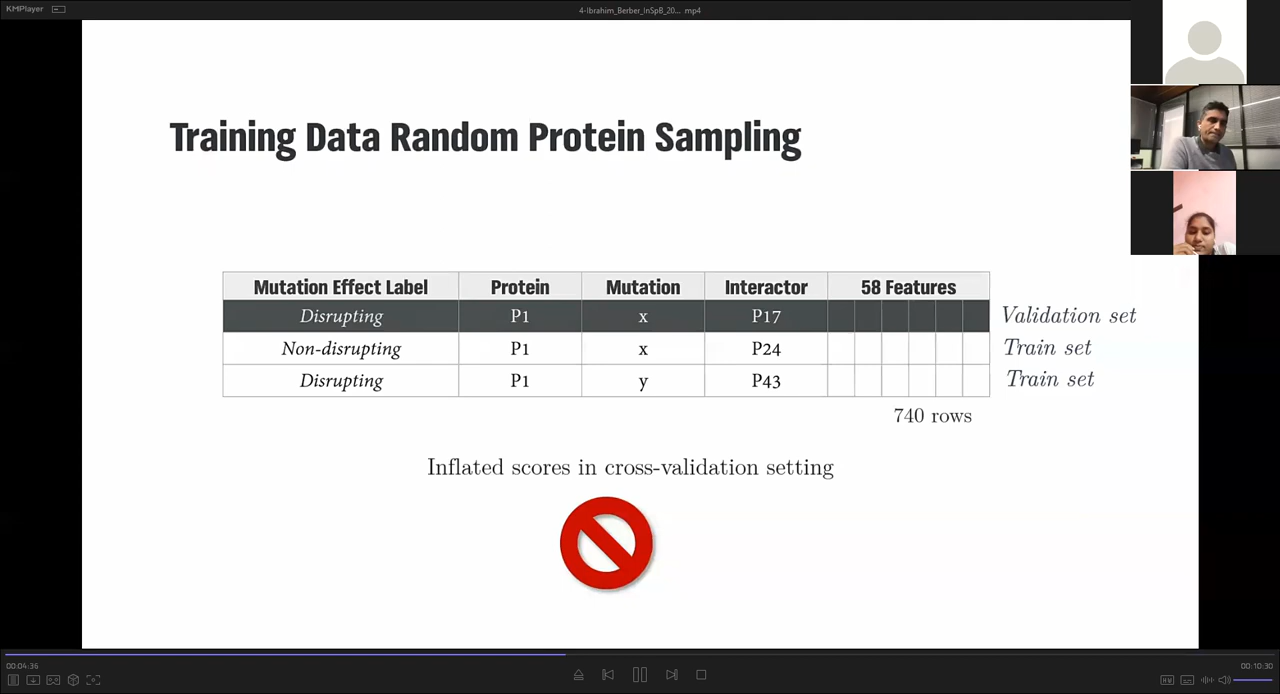 KMPlayer
4-Ibrahim_Berber_InSpB_20... mp4
Training Data Random Protein Sampling
Mutation Effect Label Protein Mutation Interactor 58 Features
Disrupting P1 x P17 Validation set
Non-disrupting P1 x P24 Train set
Disrupting P1 y P43 Train set
740 rows
Inflated scores in cross-validation setting
00:04:36
00:10:30